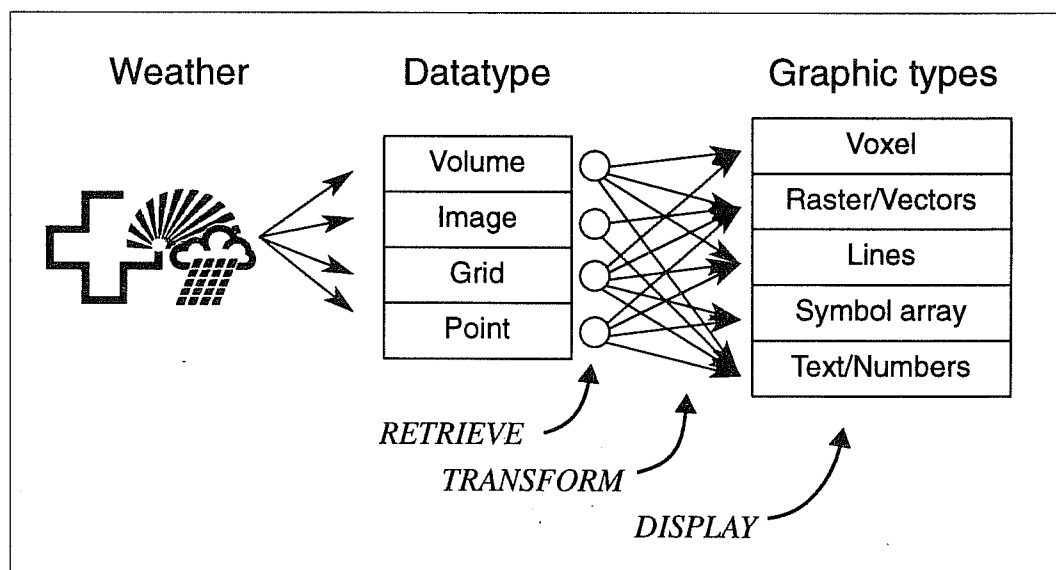 Weather
Datatype
Graphic types
Volume
Image
Grid
Point
Voxel
Raster/Vectors
Lines
Symbol array
Text/Numbers
RETRIEVE
TRANSFORM
DISPLAY